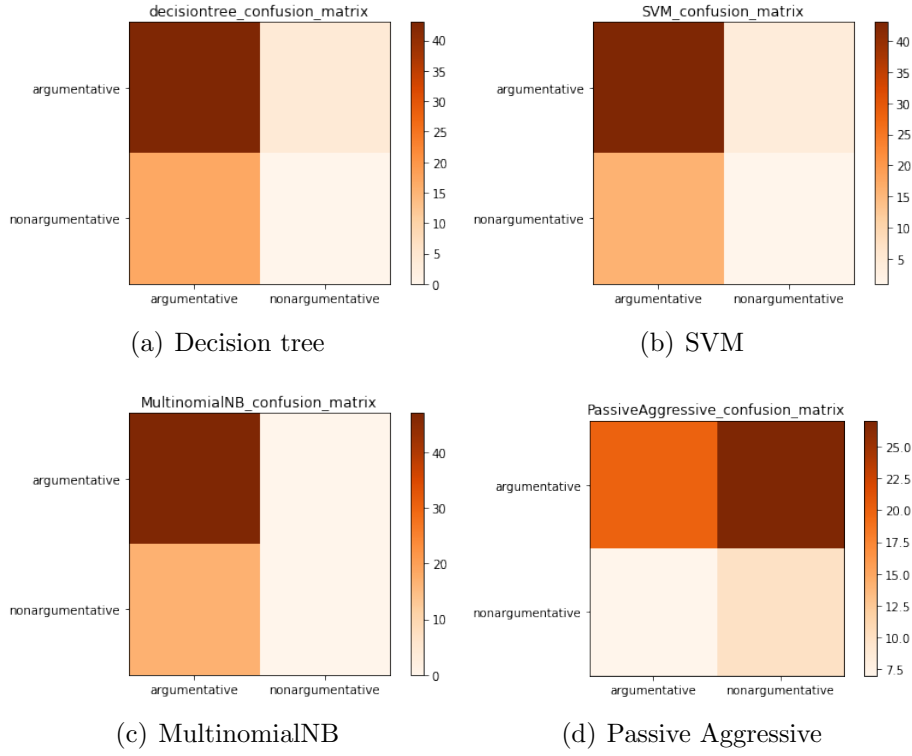 decisiontree_confusion_matrix
argumentative
nonargumentative
argumentative nonargumentative
40
35
30
25
20
15
10
5
0
(a) Decision tree
SVM_confusion_matrix
argumentative
nonargumentative
argumentative nonargumentative
40
35
30
25
20
15
10
5
(b) SVM
MultinomialNB_confusion_matrix
argumentative
nonargumentative
argumentative nonargumentative
40
30
20
10
0
(c) MultinomialNB
PassiveAggressive_confusion_matrix
argumentative
nonargumentative
argumentative nonargumentative
25.0
22.5
20.0
17.5
15.0
12.5
10.0
7.5
(d) Passive Aggressive